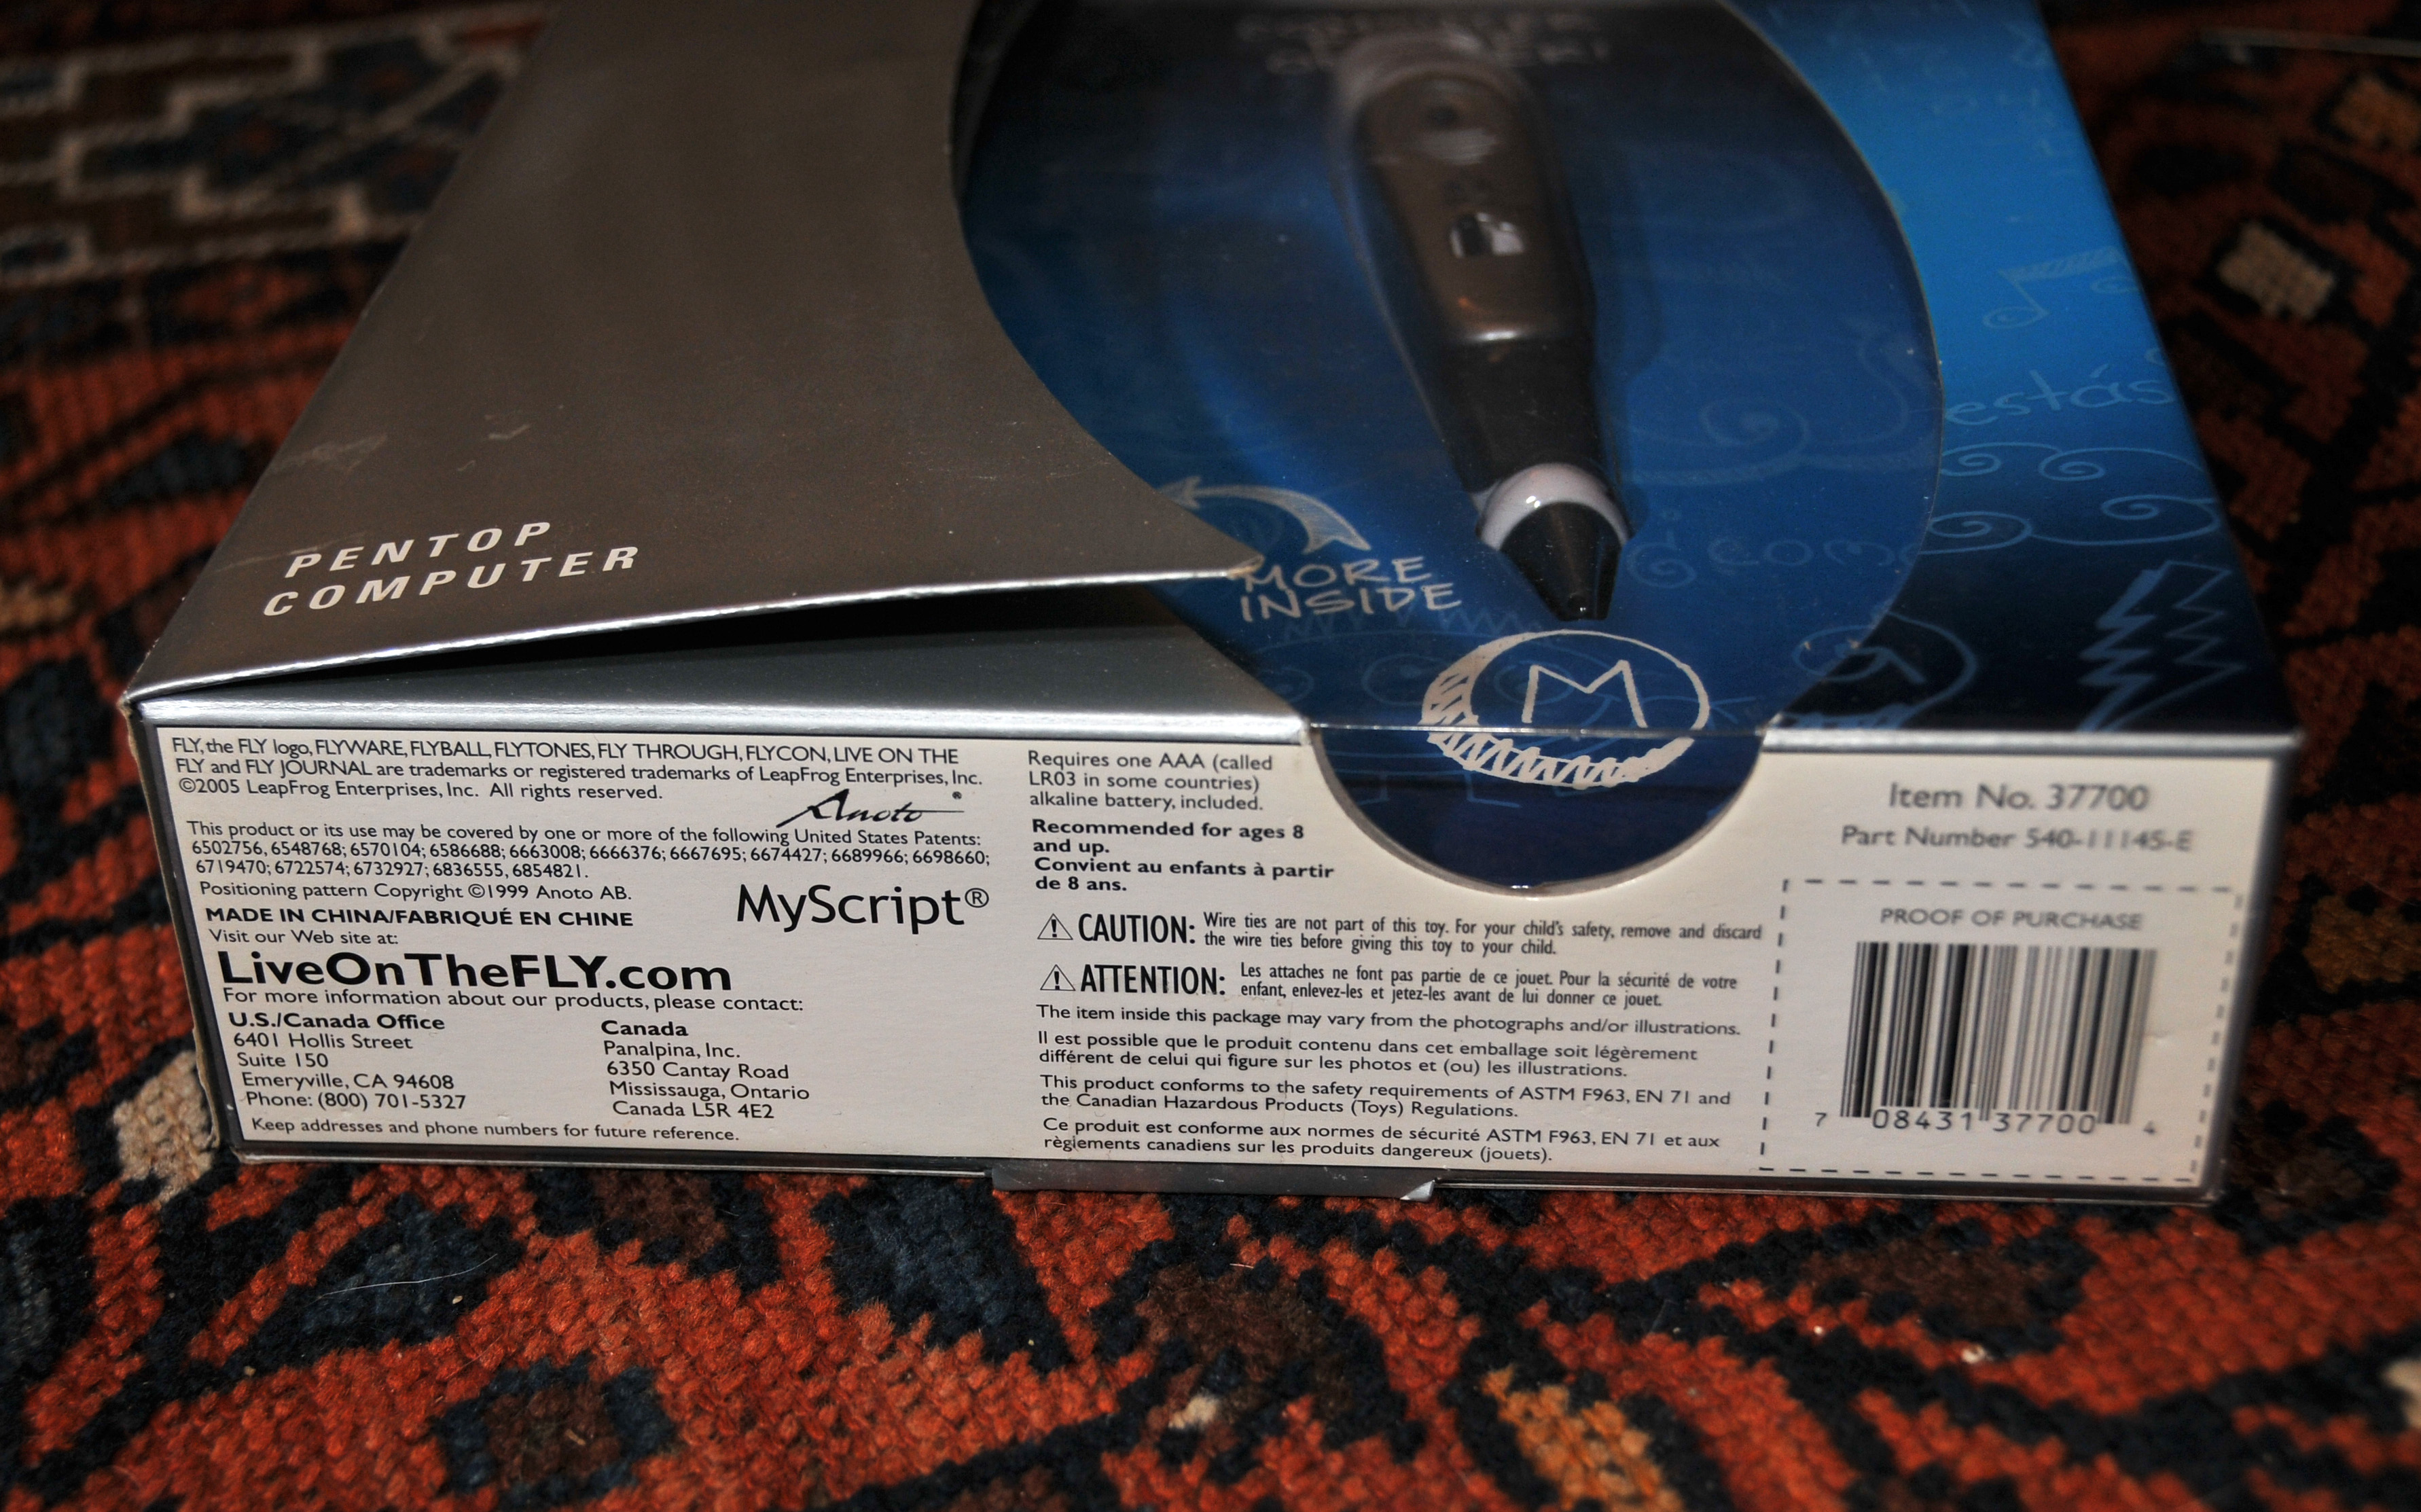 PENTOP
COMPUTER
MORE
INSIDE
M
estás
FLY, the FLY logo, FLYWARE, FLYBALL, FLYTONES, FLY THROUGH, FLYCON, LIVE ON THE
FLY and FLY JOURNAL are trademarks or registered trademarks of LeapFrog Enterprises, Inc.
©2005 LeapFrog Enterprises, Inc. All rights reserved.
Anoto®
This product or its use may be covered by one or more of the following United States Patents:
6502756, 6548768; 6570104; 6586688; 6663008; 6666376; 6667695; 6674427; 6689966; 6698660;
6719470; 6722574; 6732927; 6836555, 6854821.
Positioning pattern Copyright ©1999 Anoto AB.
MADE IN CHINA/FABRIQUÉ EN CHINE
MyScript®
Visit our Web site at:
LiveOnTheFLY.com
For more information about our products, please contact:
U.S./Canada Office
6401 Hollis Street
Suite 150
Emeryville, CA 94608
Phone: (800) 701-5327
Canada
Panalpina, Inc.
6350 Cantay Road
Mississauga, Ontario
Canada L5R 4E2
Keep addresses and phone numbers for future reference.
Requires one AAA (called
LR03 in some countries)
alkaline battery, included.
Recommended for ages 8
and up.
Convient au enfants à partir
de 8 ans.
CAUTION: Wire ties are not part of this toy. For your child's safety, remove and discard
the wire ties before giving this toy to your child.
ATTENTION: Les attaches ne font pas partie de ce jouet. Pour la sécurité de votre
enfant, enlevez-les et jetez-les avant de lui donner ce jouet.
The item inside this package may vary from the photographs and/or illustrations.
Il est possible que le produit contenu dans cet emballage soit légèrement
différent de celui qui figure sur les photos et (ou) les illustrations.
This product conforms to the safety requirements of ASTM F963, EN 71 and
the Canadian Hazardous Products (Toys) Regulations.
Ce produit est conforme aux normes de sécurité ASTM F963, EN 71 et aux
règlements canadiens sur les produits dangereux (jouets).
Item No. 37700
Part Number 540-11145-E
PROOF OF PURCHASE
7 08431 37700 4